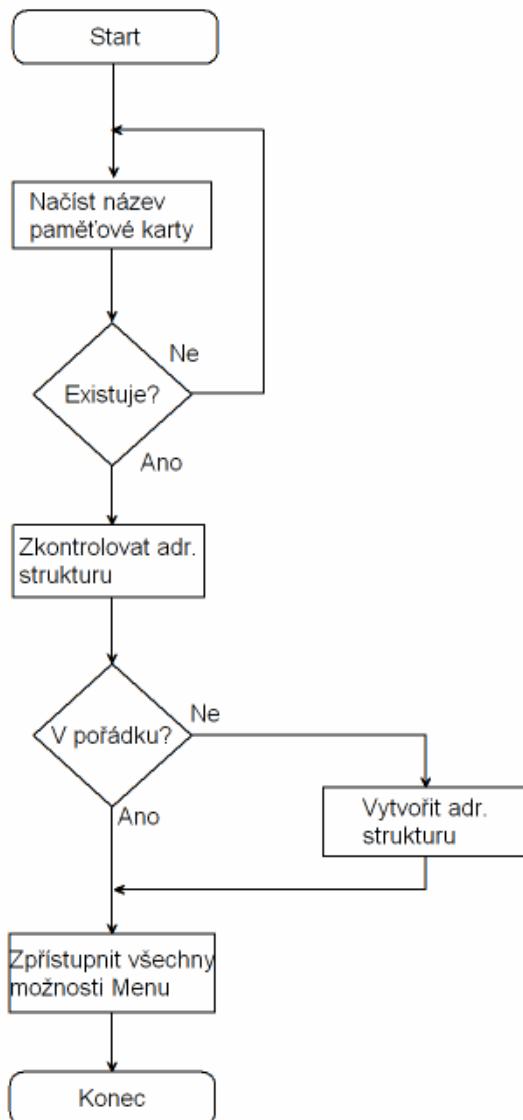 Start
Načíst název
paměťové karty
Ne
Existuje?
Ano
Zkontrolovat adr.
strukturu
Ne
V pořádku?
Ano
Vytvořit adr.
strukturu
Zpřístupnit všechny
možnosti Menu
Konec